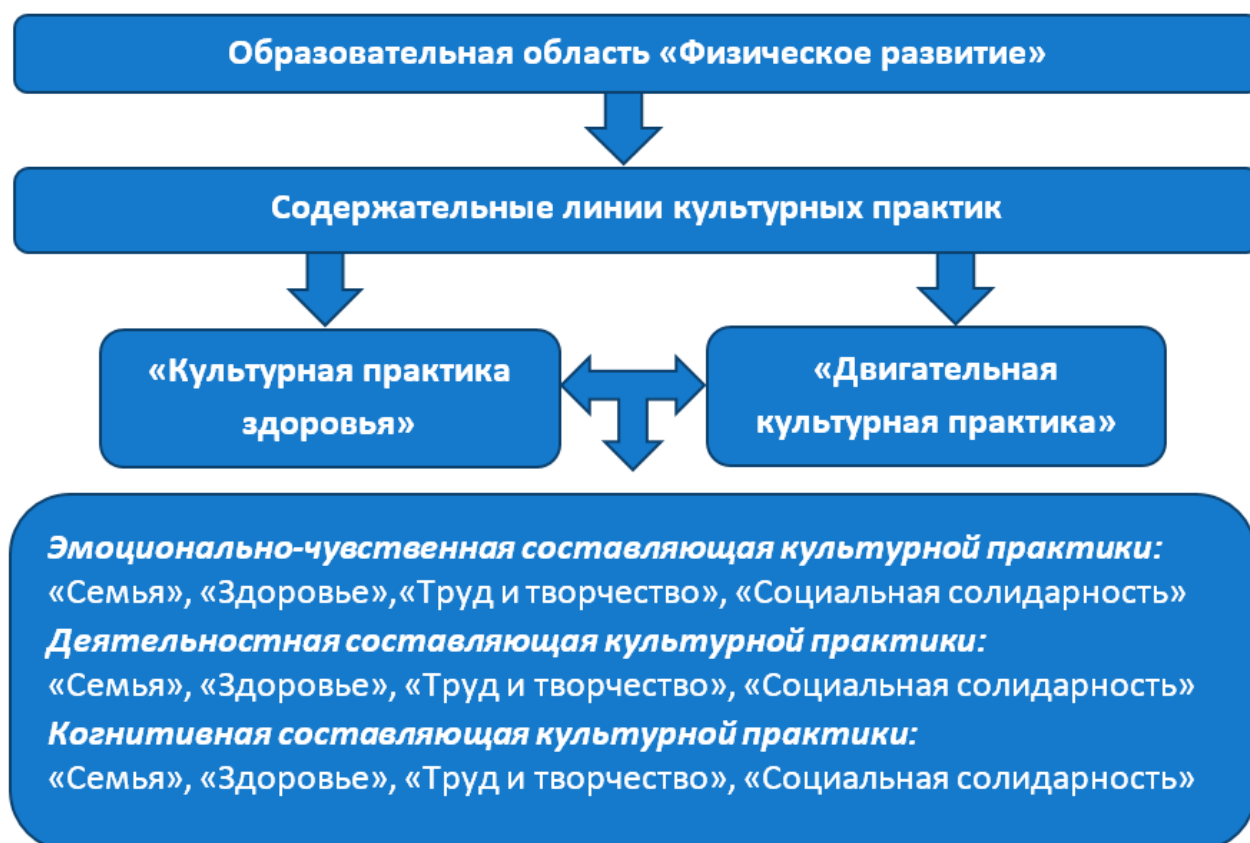 Образовательная область «Физическое развитие»
Содержательные линии культурных практик
«Культурная практика
здоровья»
«Двигательная
культурная практика»
Эмоционально-чувственная составляющая культурной практики:
«Семья», «Здоровье»,«Труд и творчество», «Социальная солидарность»
Деятельностная составляющая культурной практики:
«Семья», «Здоровье», «Труд и творчество», «Социальная солидарность»
Когнитивная составляющая культурной практики:
«Семья», «Здоровье», «Труд и творчество», «Социальная солидарность»